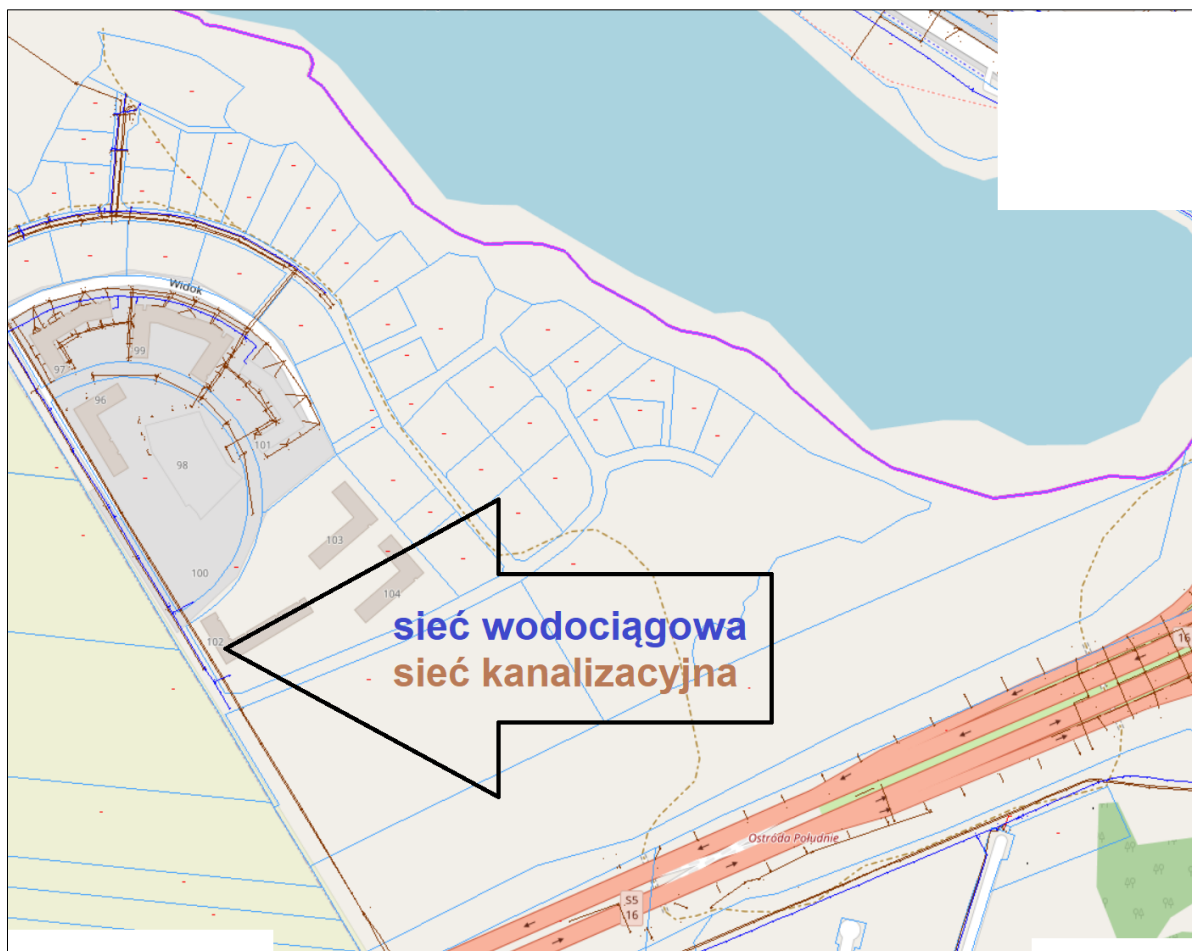 Widok
99
97
96
101
98
103
100
104
102
sieć wodociągowa
sieć kanalizacyjna
16
Ostróda Południe
S5
16